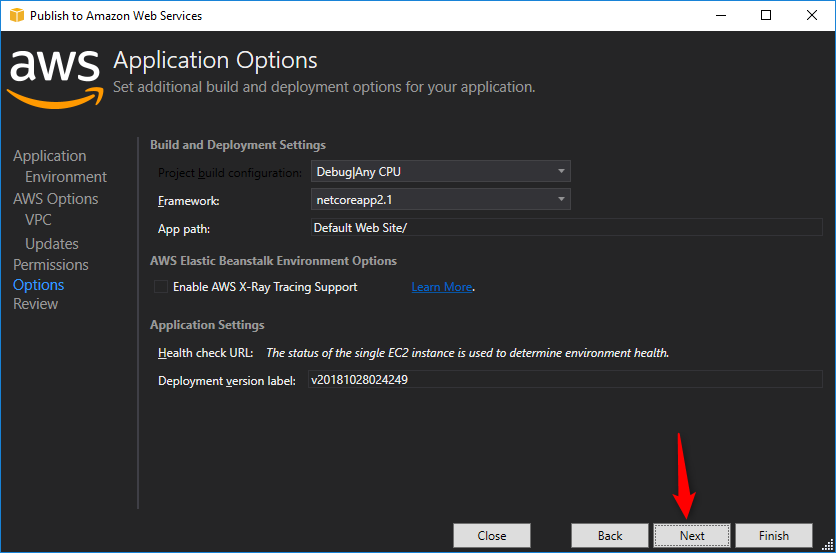 Publish to Amazon Web Services
aws
Application Options
Set additional build and deployment options for your application.
Application
Environment
AWS Options
VPC
Updates
Permissions
Options
Review
Build and Deployment Settings
Project build configuration: Debug|Any CPU
Framework: netcoreapp2.1
App path: Default Web Site/
AWS Elastic Beanstalk Environment Options
Enable AWS X-Ray Tracing Support Learn More.
Application Settings
Health check URL: The status of the single EC2 instance is used to determine environment health.
Deployment version label: v20181028024249
Close Back Next Finish